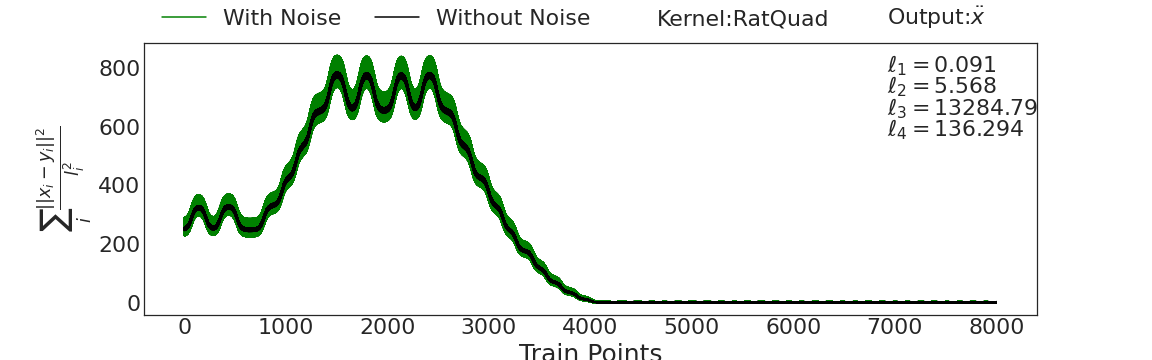 With Noise Without Noise Kernel:RatQuad Output:ẍ
ℓ₁ = 0.091
ℓ₂ = 5.568
ℓ₃ = 13284.79
ℓ₄ = 136.294
∑ᵢ ||xᵢ − yᵢ||² / lᵢ²
800
600
400
200
0
0 1000 2000 3000 4000 5000 6000 7000 8000
Train Points